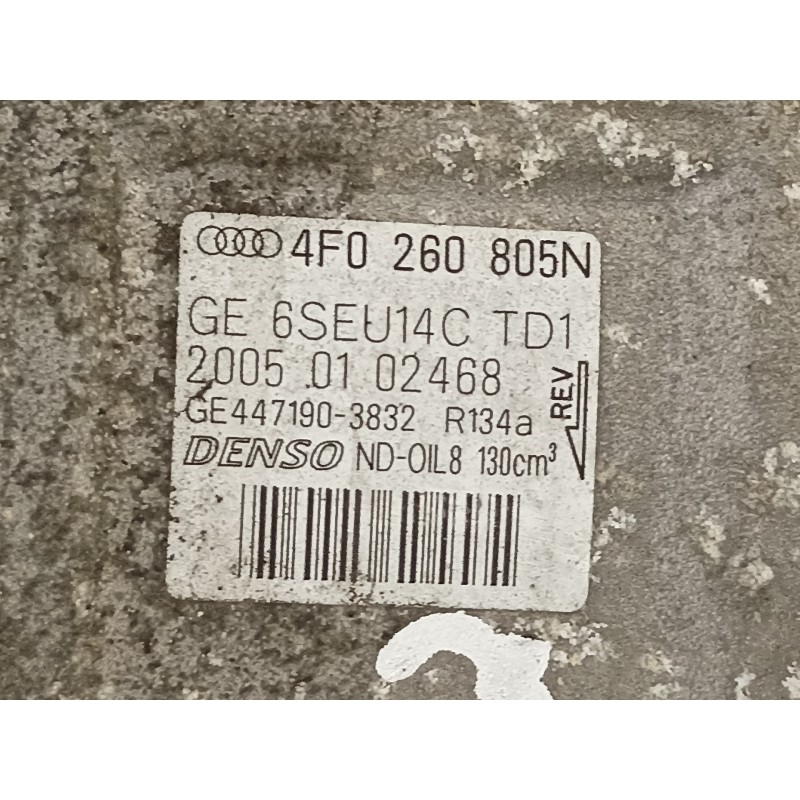 4F0 260 805N
GE 6SEU14C TD1
2005 01 02468
GE447190-3832 R134a
REV
DENSO ND-OIL8 130cm³